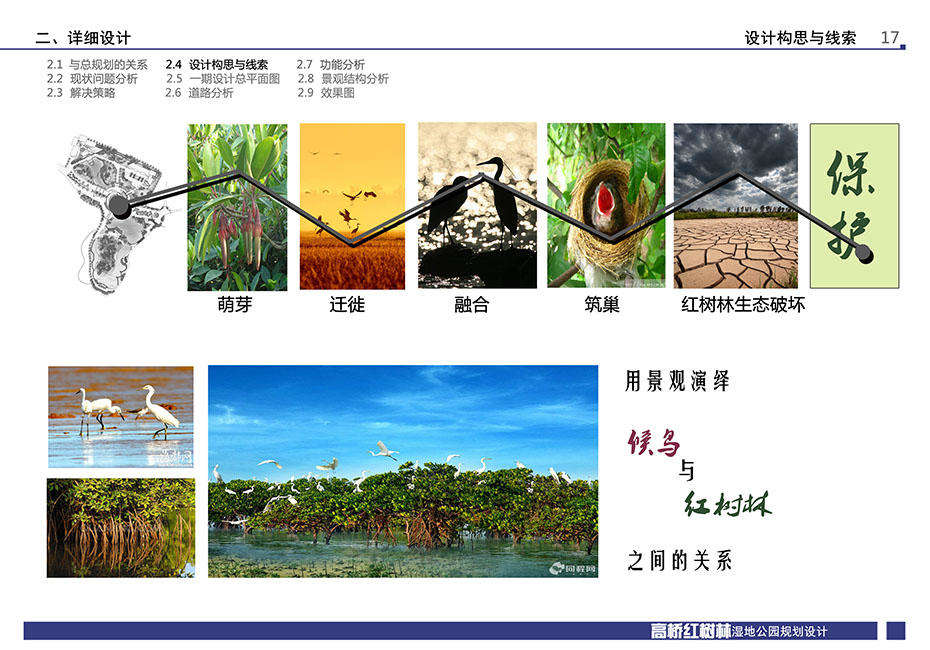 二、详细设计
设计构思与线索 17
2.1 与总规划的关系 2.4 设计构思与线索 2.7 功能分析
2.2 现状问题分析 2.5 一期设计总平面图 2.8 景观结构分析
2.3 解决策略 2.6 道路分析 2.9 效果图
保护
萌芽 迁徙 融合 筑巢 红树林生态破坏
用景观演绎
候鸟
与
红树林
之间的关系
高桥红树林湿地公园规划设计